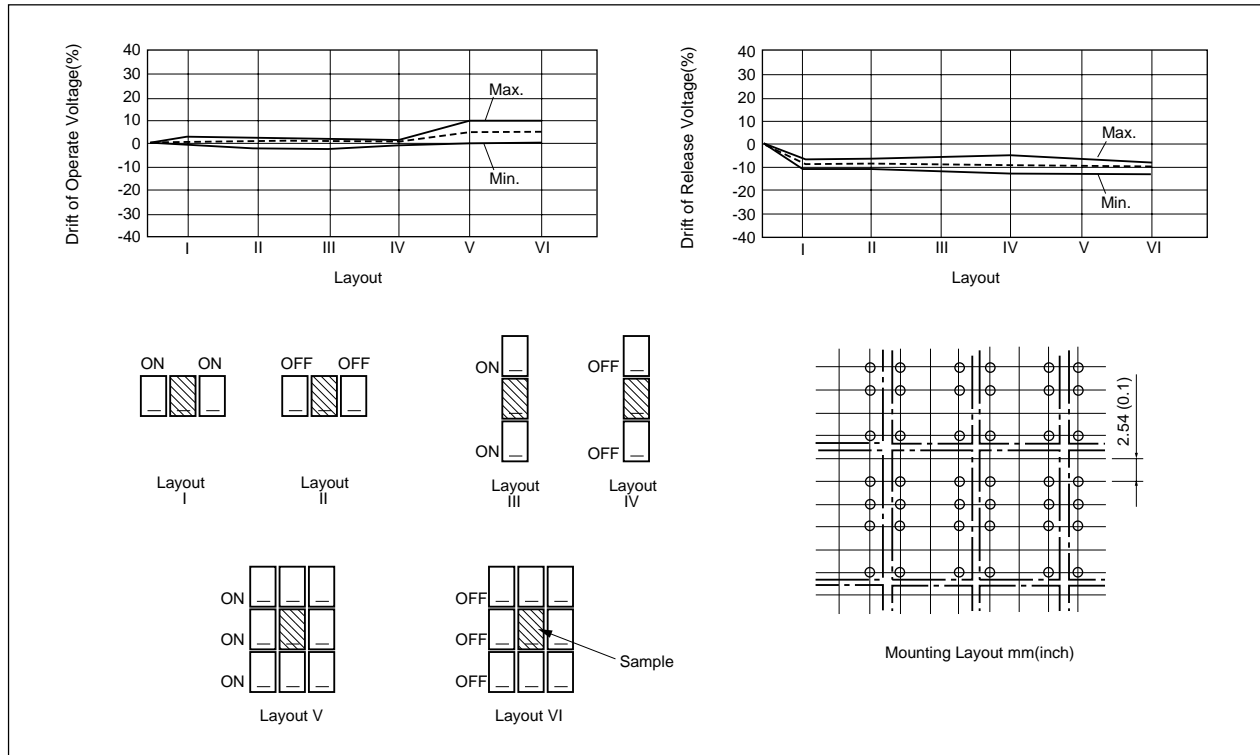 Drift of Operate Voltage(%)
40
30
20
10
0
-10
-20
-30
-40
Max.
Min.
I II III IV V VI
Layout
Drift of Release Voltage(%)
40
30
20
10
0
-10
-20
-30
-40
Max.
Min.
I II III IV V VI
Layout
ON ON
Layout
I
OFF OFF
Layout
II
ON
ON
Layout
III
OFF
OFF
Layout
IV
2.54 (0.1)
Mounting Layout mm(inch)
ON
ON
ON
Layout V
OFF
OFF
OFF
Sample
Layout VI